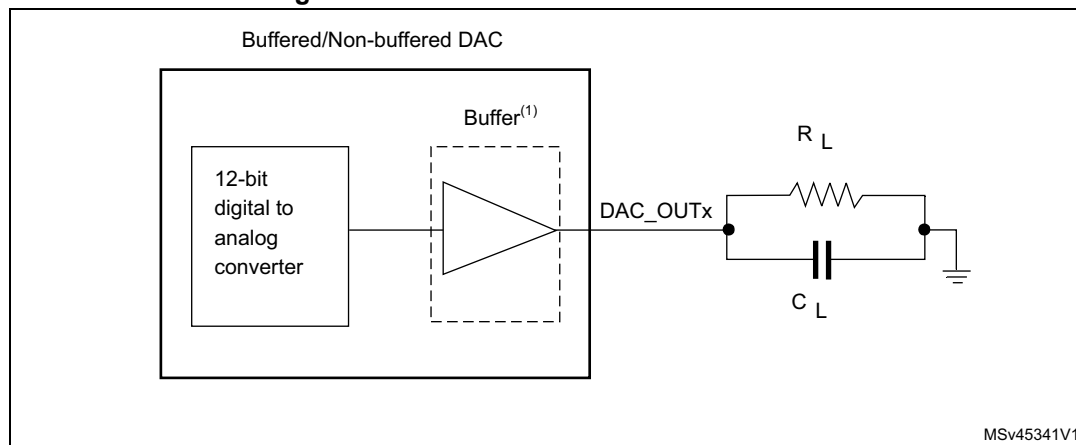 Buffered/Non-buffered DAC
Buffer(1)
12-bit
digital to
analog
converter
DAC_OUTx
R L
C L
MSv45341V1